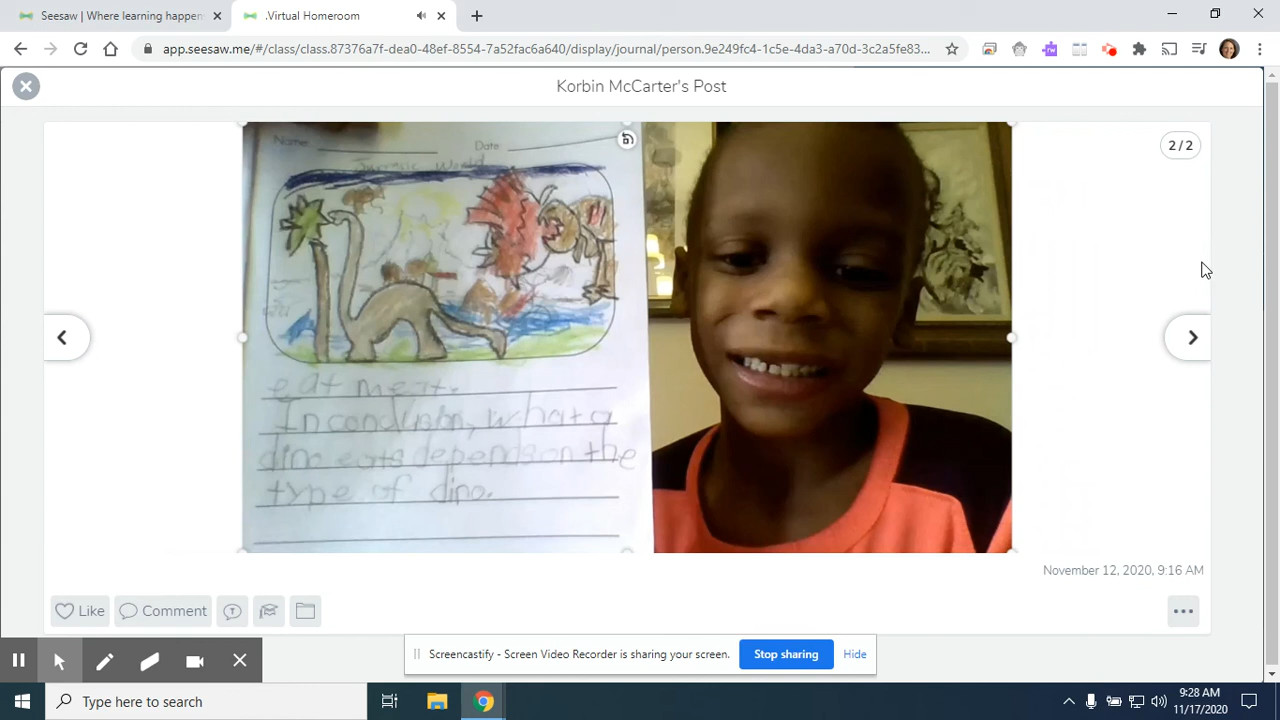 Seesaw | Where learning happen
.Virtual Homeroom
app.seesaw.me/#/class/class.87376a7f-dea0-48ef-8554-7a52fac6a640/display/journal/person.9e249fc4-1c5e-4da3-a70d-3c2a5fe83...
Korbin McCarter's Post
2/2
Name
Date
Jurassic World
eat meat.
In conclusion, what a
dino eats depends on the
type of dino.
November 12, 2020, 9:16 AM
Like
Comment
T
Screencastify - Screen Video Recorder is sharing your screen.
Stop sharing
Hide
Type here to search
9:28 AM
11/17/2020